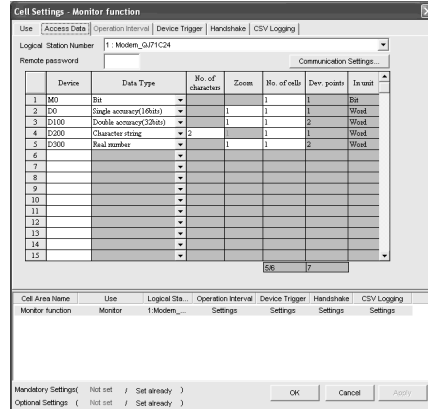 Cell Settings - Monitor function
Use Access Data Operation Interval Device Trigger Handshake CSV Logging
Logical Station Number 1 : Modem_QJ71C24
Remote password Communication Settings...
Device Data Type No. of characters Zoom No. of cells Dev. points In unit
1 M0 Bit 1 1 Bit
2 D0 Single accuracy(16bits) 1 1 1 Word
3 D100 Double accuracy(32bits) 1 1 2 Word
4 D200 Character string 2 1 1 1 Word
5 D300 Real number 1 1 2 Word
6
7
8
9
10
11
12
13
14
15
5/6 7
Cell Area Name Use Logical Sta... Operation Interval Device Trigger Handshake CSV Logging
Monitor function Monitor 1:Modem_... Settings Settings Settings Settings
Mandatory Settings( Not set / Set already )
Optional Settings ( Not set / Set already )
OK Cancel Apply